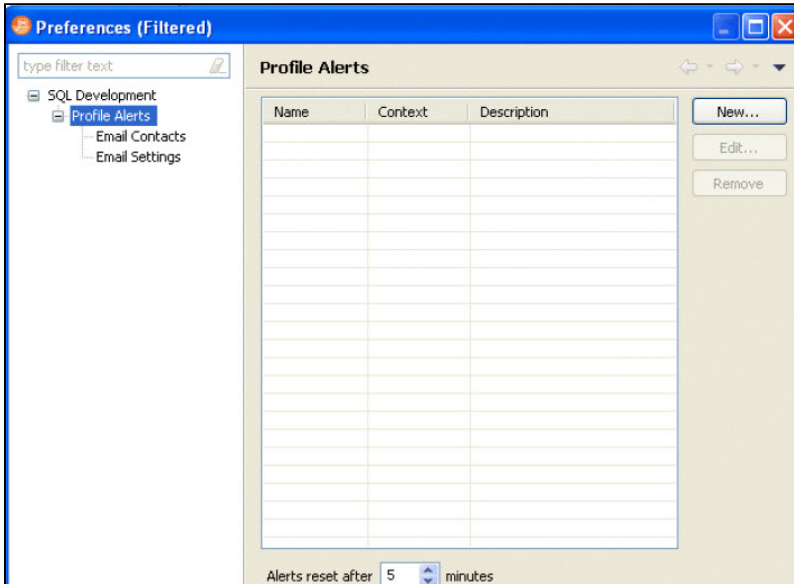 Preferences (Filtered)
type filter text
SQL Development
Profile Alerts
Email Contacts
Email Settings
Profile Alerts
Name Context Description
New...
Edit...
Remove
Alerts reset after 5 minutes